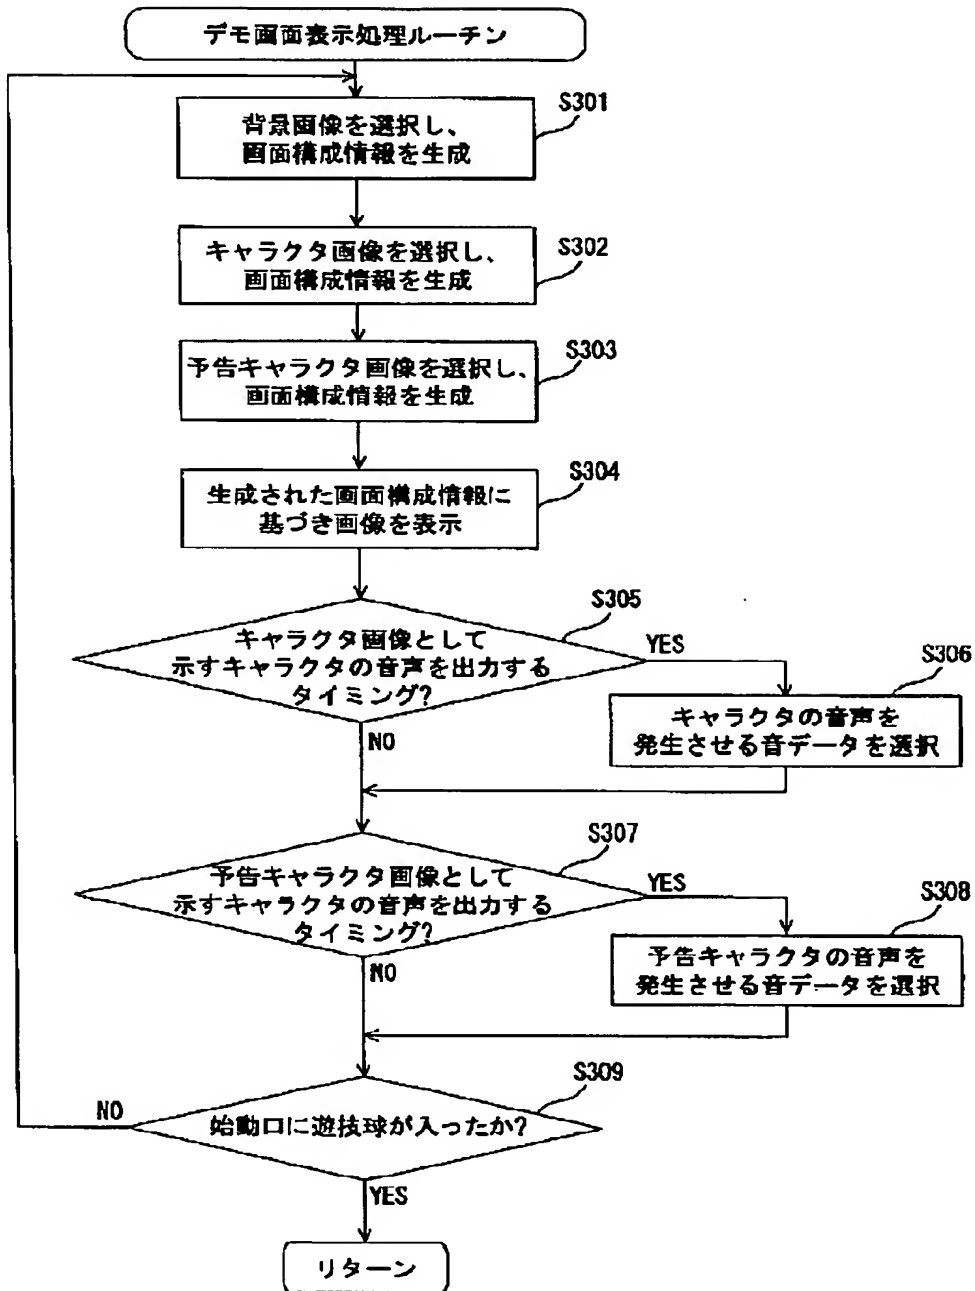 デモ画面表示処理ルーチン
S301
背景画像を選択し、
画面構成情報を生成
S302
キャラクタ画像を選択し、
画面構成情報を生成
S303
予告キャラクタ画像を選択し、
画面構成情報を生成
S304
生成された画面構成情報に
基づき画像を表示
S305
キャラクタ画像として
示すキャラクタの音声を出力する
タイミング?
YES
NO
S306
キャラクタの音声を
発生させる音データを選択
S307
予告キャラクタ画像として
示すキャラクタの音声を出力する
タイミング?
YES
NO
S308
予告キャラクタの音声を
発生させる音データを選択
S309
始動口に遊技球が入ったか?
NO
YES
リターン